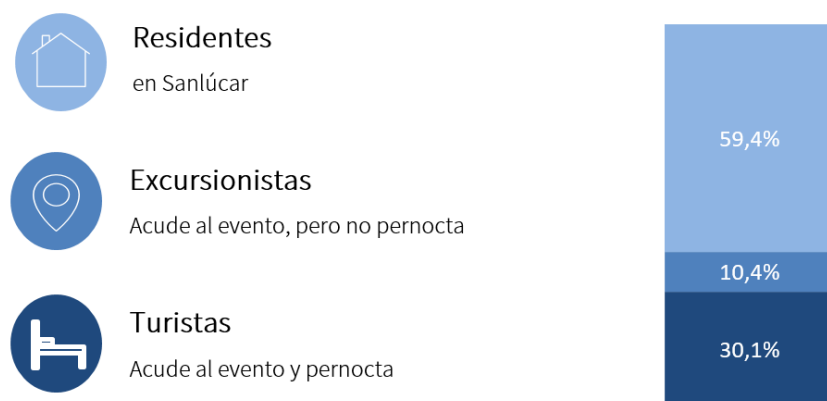 Residentes
en Sanlúcar
59,4%
Excursionistas
Acude al evento, pero no pernocta
10,4%
Turistas
Acude al evento y pernocta
30,1%